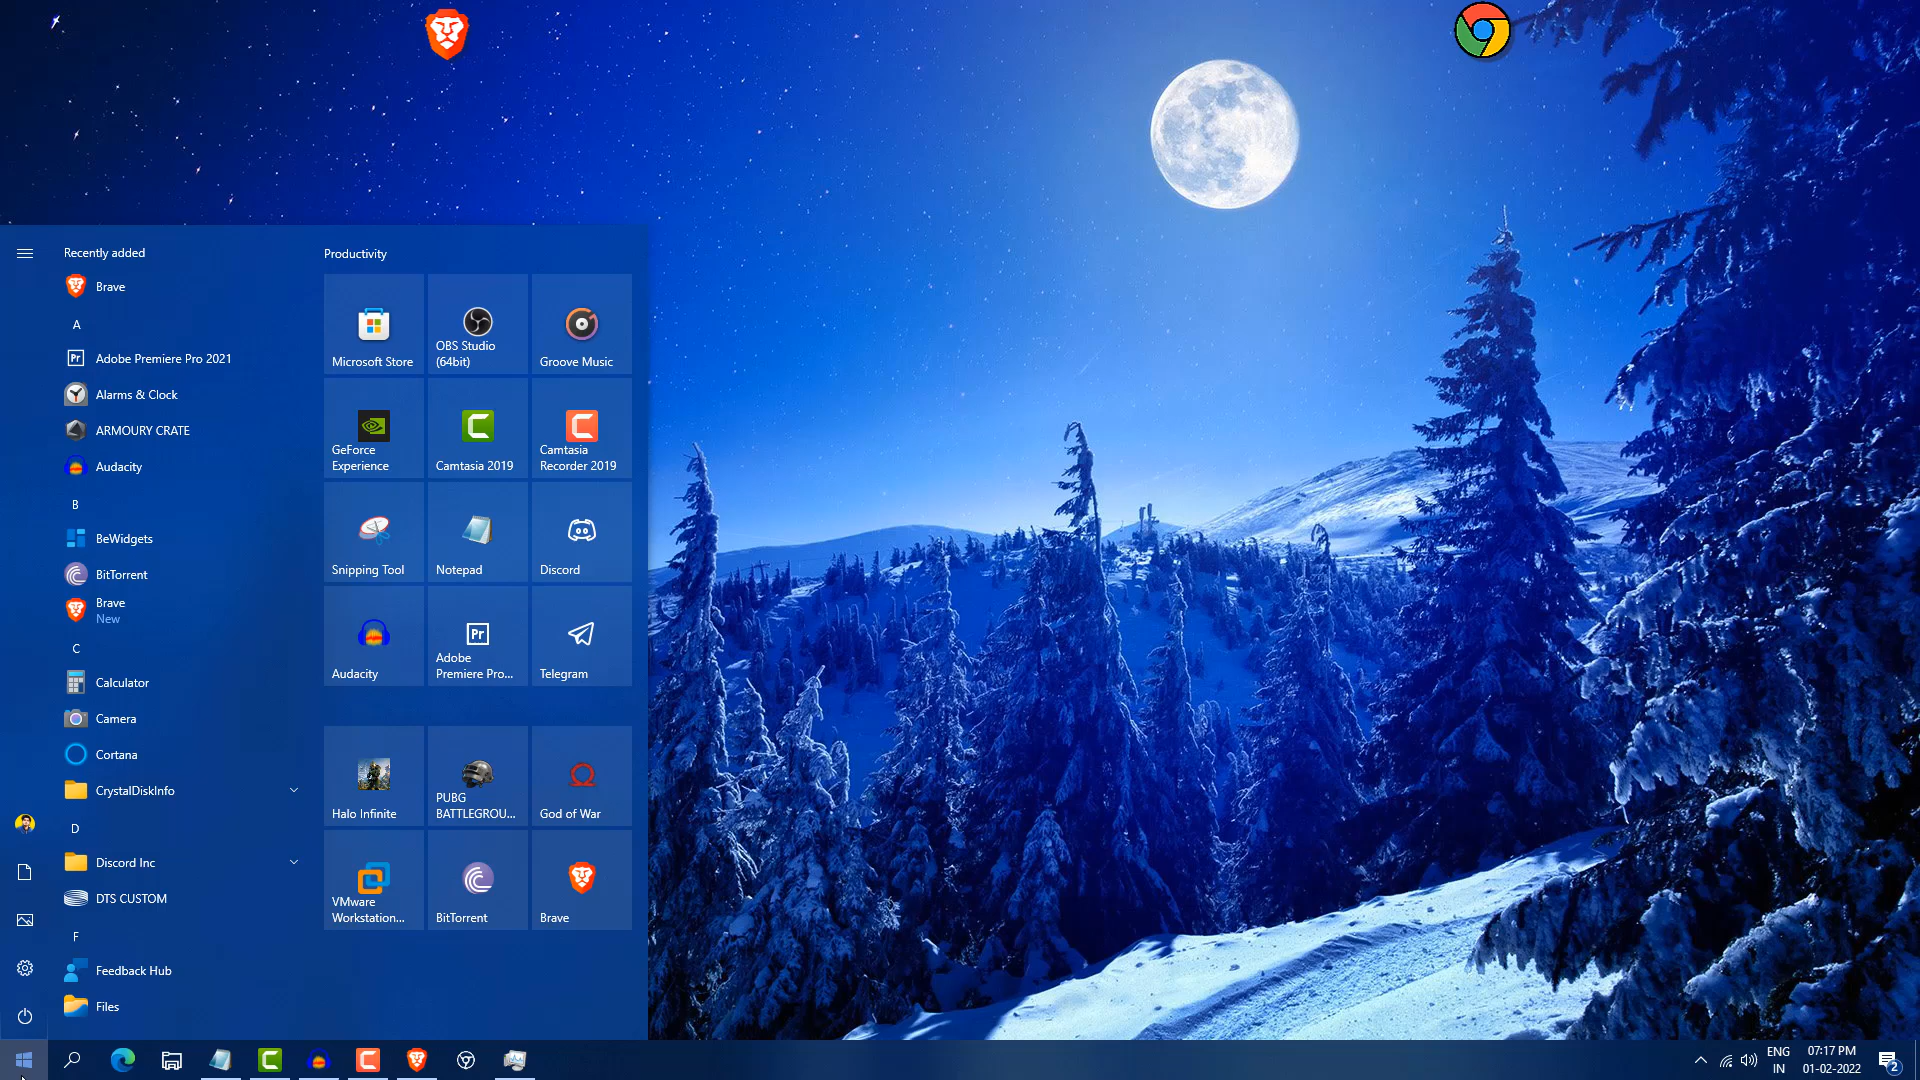 Recently added
Brave
A
Adobe Premiere Pro 2021
Alarms & Clock
ARMOURY CRATE
Audacity
B
BeWidgets
BitTorrent
Brave
New
C
Calculator
Camera
Cortana
CrystalDiskInfo
D
Discord Inc
DTS CUSTOM
F
Feedback Hub
Files
Productivity
Microsoft Store
OBS Studio
(64bit)
Groove Music
GeForce
Experience
Camtasia 2019
Camtasia
Recorder 2019
Snipping Tool
Notepad
Discord
Audacity
Pr
Adobe
Premiere Pro...
Telegram
Halo Infinite
PUBG
BATTLEGROU...
God of War
VMware
Workstation...
BitTorrent
Brave
ENG
IN
07:17 PM
01-02-2022
2